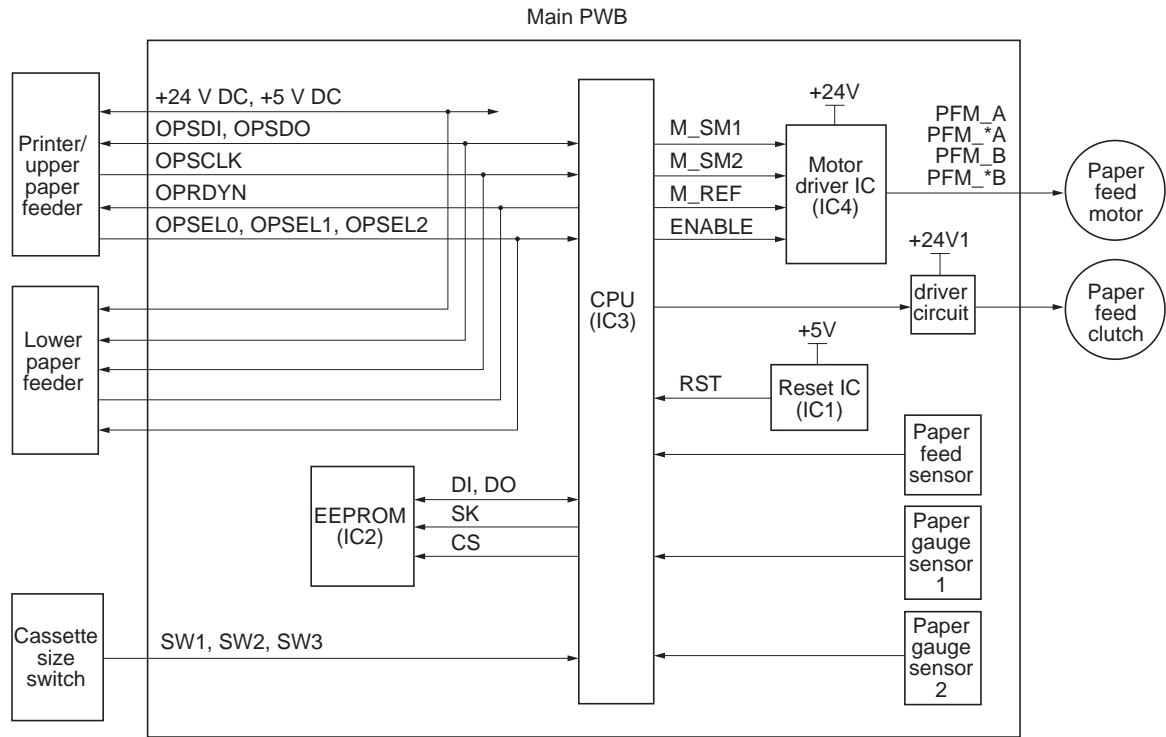 Main PWB
Printer/
upper
paper
feeder
+24 V DC, +5 V DC
OPSDI, OPSDO
OPSCLK
OPRDYN
OPSEL0, OPSEL1, OPSEL2
Lower
paper
feeder
Cassette
size
switch
SW1, SW2, SW3
EEPROM
(IC2)
DI, DO
SK
CS
CPU
(IC3)
M_SM1
M_SM2
M_REF
ENABLE
+24V
Motor
driver IC
(IC4)
PFM_A
PFM_*A
PFM_B
PFM_*B
Paper
feed
motor
+24V1
driver
circuit
Paper
feed
clutch
+5V
RST
Reset IC
(IC1)
Paper
feed
sensor
Paper
gauge
sensor
1
Paper
gauge
sensor
2